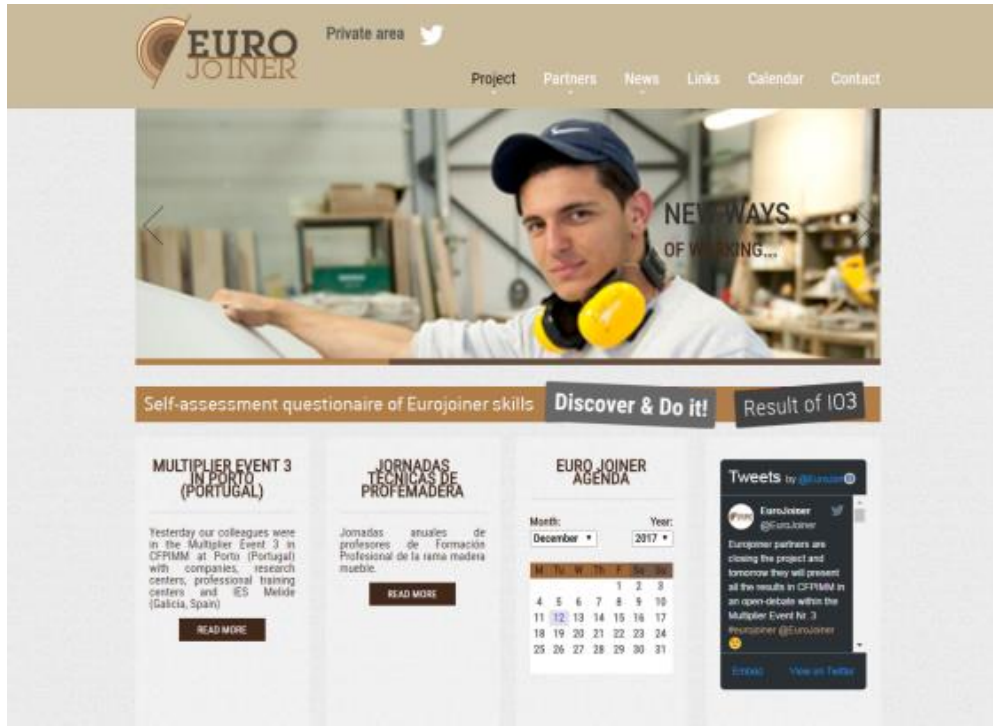 EURO
JOINER
Private area
Project Partners News Links Calendar Contact
NEW WAYS
OF WORKING...
Self-assessment questionaire of Eurojoiner skills Discover & Do it! Result of IO3
MULTIPLIER EVENT 3
IN PORTO
(PORTUGAL)
Yesterday our colleagues were
in the Multiplier Event 3 in
CFPIMM at Porto (Portugal)
with companies, research
centers, professional training
centers and IES Melide
(Galicia, Spain)
READ MORE
JORNADAS
TÉCNICAS DE
PROFEMADERA
Jornadas anuales de
profesores de Formación
Profesional de la rama madera
mueble.
READ MORE
EURO JOINER
AGENDA
Month: Year:
December 2017
M Tu W Th F Sa Su
1 2 3
4 5 6 7 8 9 10
11 12 13 14 15 16 17
18 19 20 21 22 23 24
25 26 27 28 29 30 31
Tweets by
EuroJoiner
@EuroJoiner
Eurojoiner partners are
closing the project and
tomorrow they will present
all the results in CFPIMM in
an open-debate within the
Multiplier Event Nr. 3
#eurojoiner @EuroJoiner
Embed View on Twitter